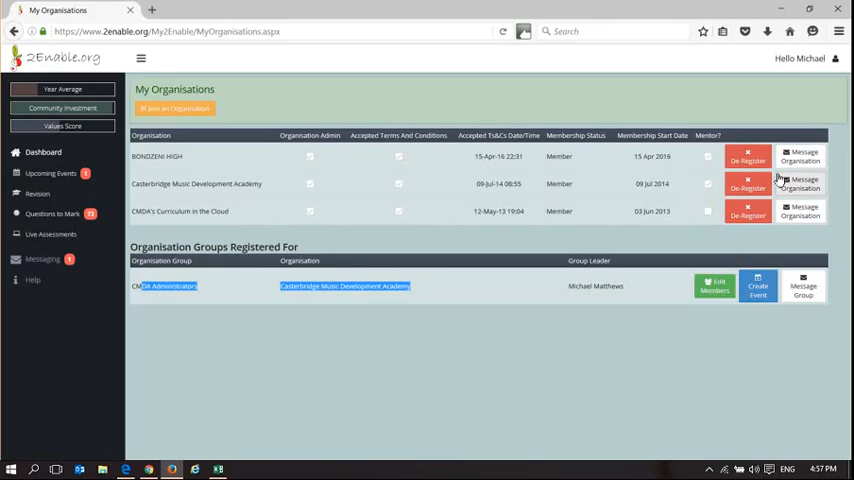 My Organisations
https://www.2enable.org/My2Enable/MyOrganisations.aspx
Search
2Enable.org
Hello Michael
Year Average
Community Investment
Values Score
Dashboard
Upcoming Events 1
Revision
Questions to Mark 73
Live Assessments
Messaging 1
Help
My Organisations
Join an Organisation
Organisation Organisation Admin Accepted Terms And Conditions Accepted Ts&Cs Date/Time Membership Status Membership Start Date Mentor?
BONDZENI HIGH 15-Apr-16 22:31 Member 15 Apr 2016 De-Register Message Organisation
Casterbridge Music Development Academy 09-Jul-14 08:55 Member 09 Jul 2014 De-Register Message Organisation
CMDA's Curriculum in the Cloud 12-May-13 19:04 Member 03 Jun 2013 De-Register Message Organisation
Organisation Groups Registered For
Organisation Group Organisation Group Leader
CMDA Administrators Casterbridge Music Development Academy Michael Matthews Edit Members Create Event Message Group
ENG 4:57 PM